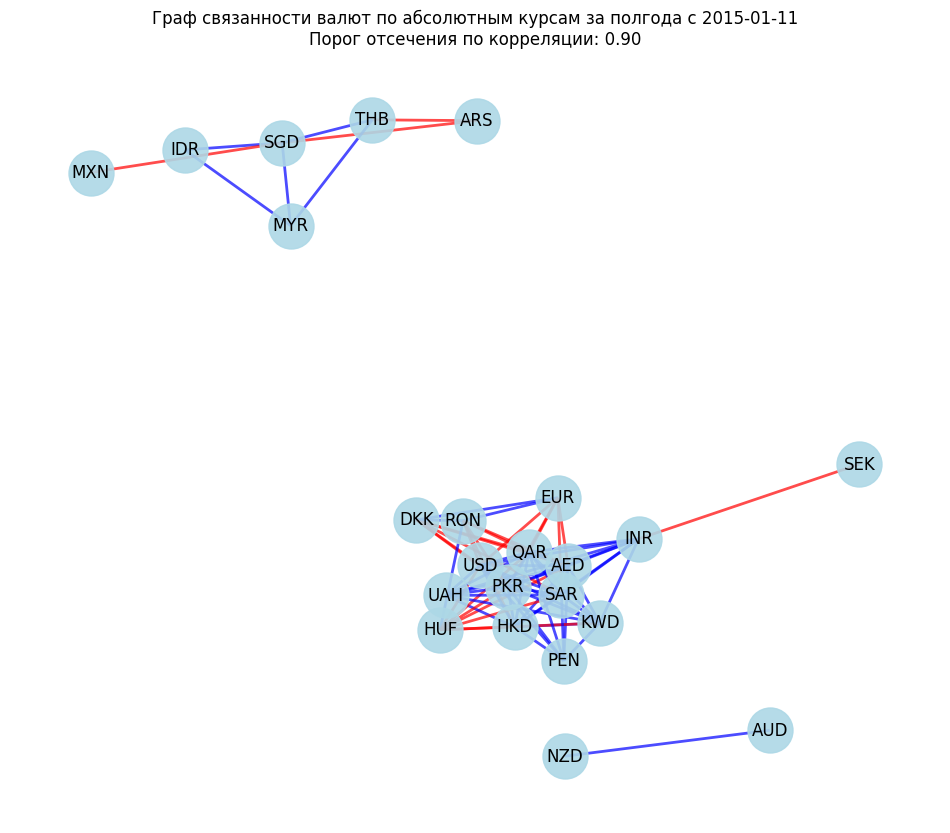 Граф связанности валют по абсолютным курсам за полгода с 2015-01-11
Порог отсечения по корреляции: 0.90
THB
ARS
SGD
IDR
MXN
MYR
SEK
EUR
DKK
RON
INR
QAR
USD
AED
PKR
UAH
SAR
KWD
HKD
HUF
PEN
AUD
NZD